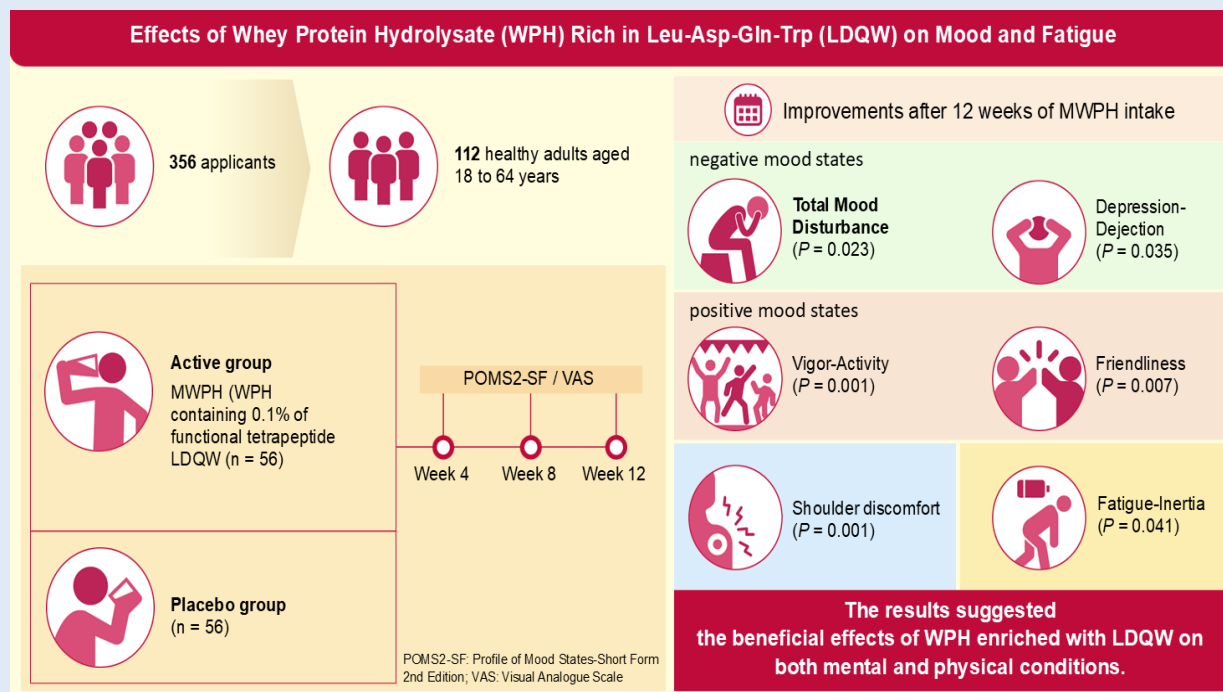 Effects of Whey Protein Hydrolysate (WPH) Rich in Leu-Asp-Gln-Trp (LDQW) on Mood and Fatigue
356 applicants
112 healthy adults aged
18 to 64 years
Active group
MWPH (WPH
containing 0.1% of
functional tetrapeptide
LDQW (n = 56)
POMS2-SF / VAS
Week 4
Week 8
Week 12
Placebo group
(n = 56)
POMS2-SF: Profile of Mood States-Short Form
2nd Edition; VAS: Visual Analogue Scale
Improvements after 12 weeks of MWPH intake
negative mood states
Total Mood
Disturbance
(P = 0.023)
Depression-
Dejection
(P = 0.035)
positive mood states
Vigor-Activity
(P = 0.001)
Friendliness
(P = 0.007)
Shoulder discomfort
(P = 0.001)
Fatigue-Inertia
(P = 0.041)
The results suggested
the beneficial effects of WPH enriched with LDQW on
both mental and physical conditions.